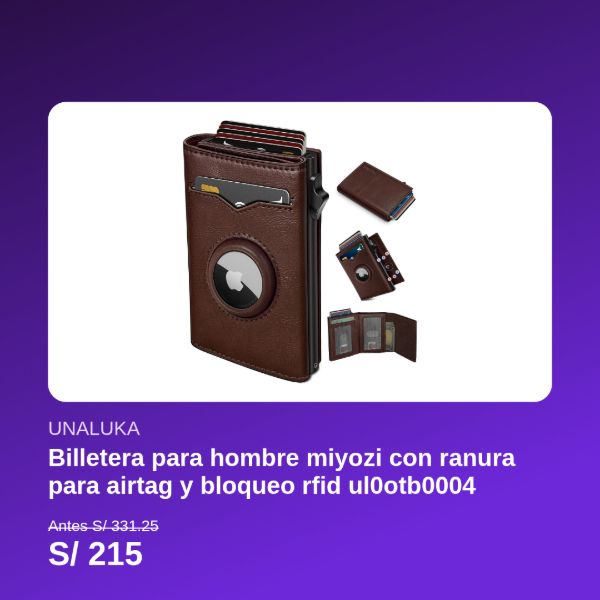 UNALUKA
Billetera para hombre miyozi con ranura
para airtag y bloqueo rfid ul0otb0004
Antes S/ 331.25
S/ 215